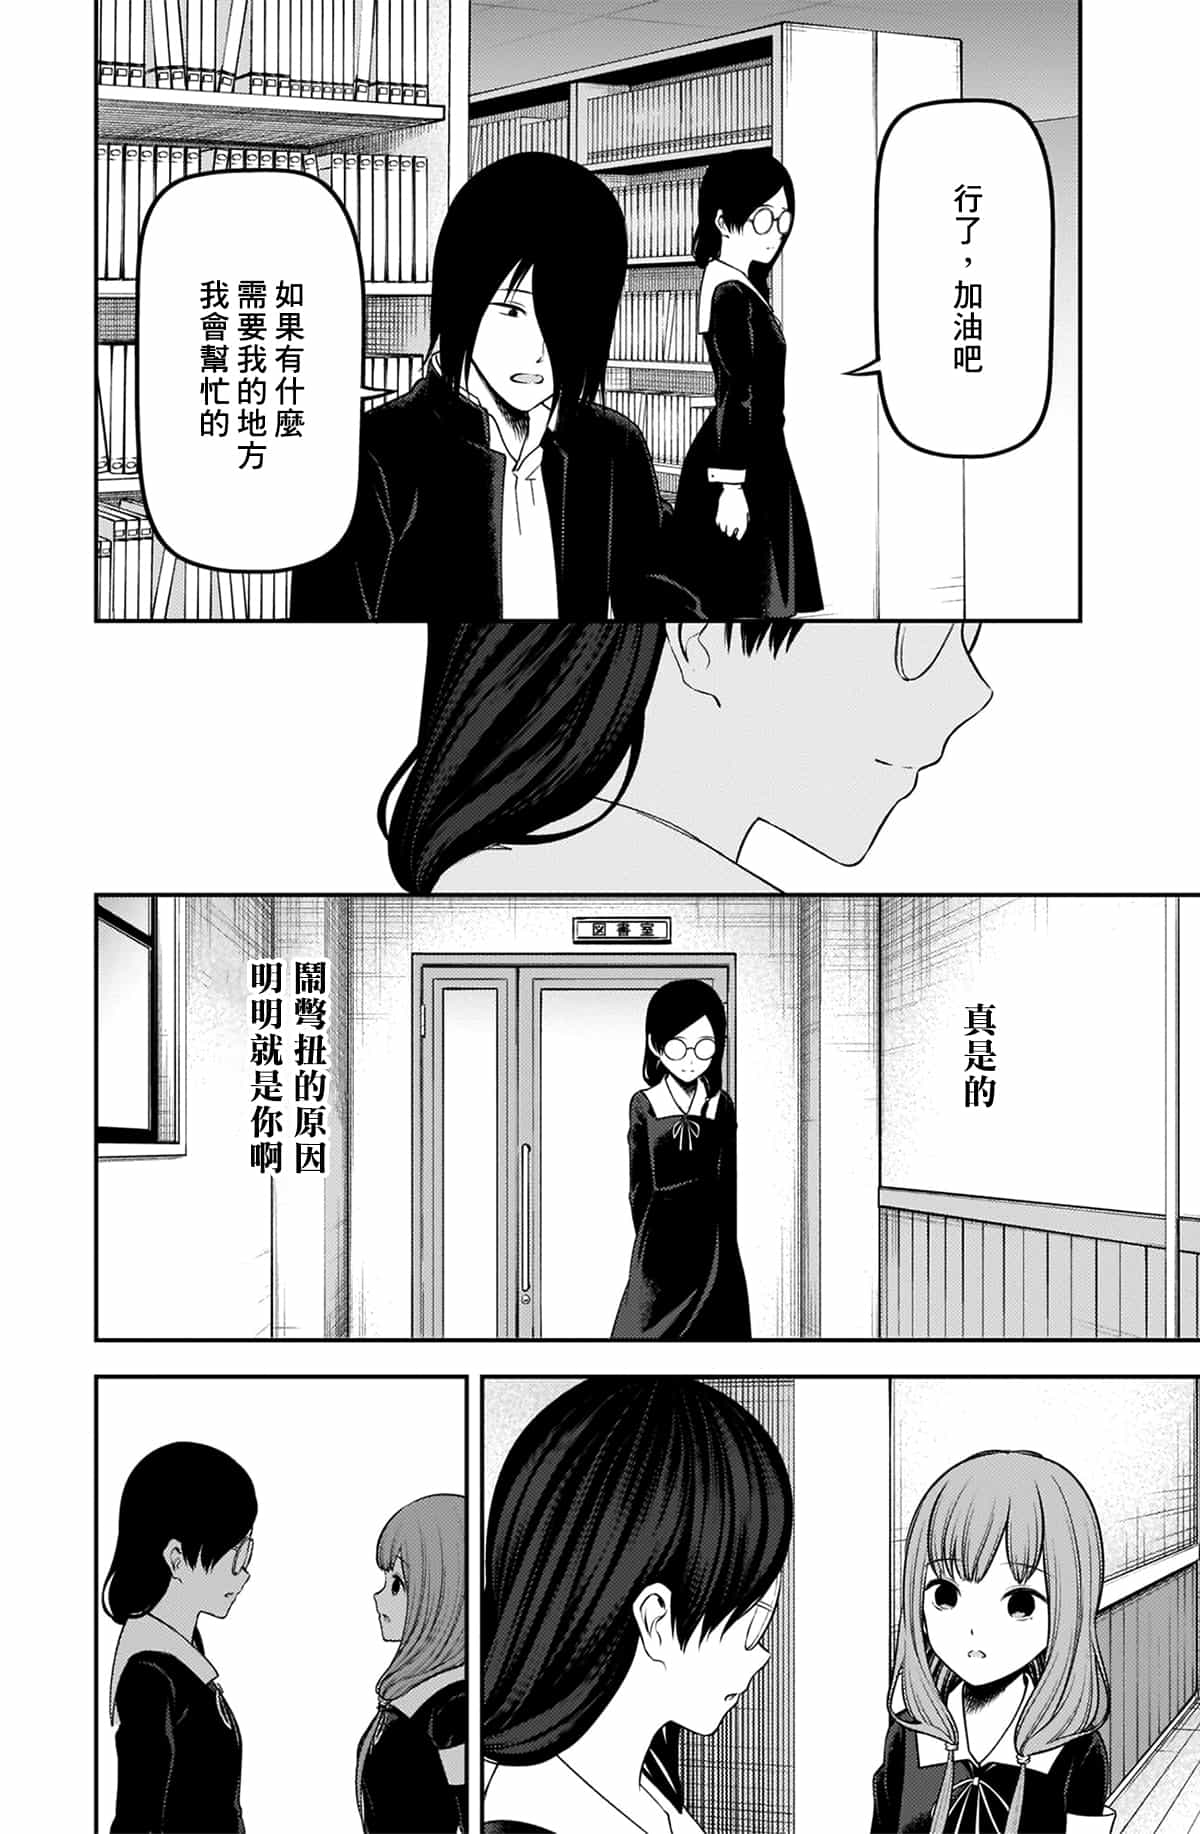 行了，加油吧
如果有什麼
需要我的地方
我會幫忙的
図書室
真是的
鬧彆扭的原因
明明就是你啊